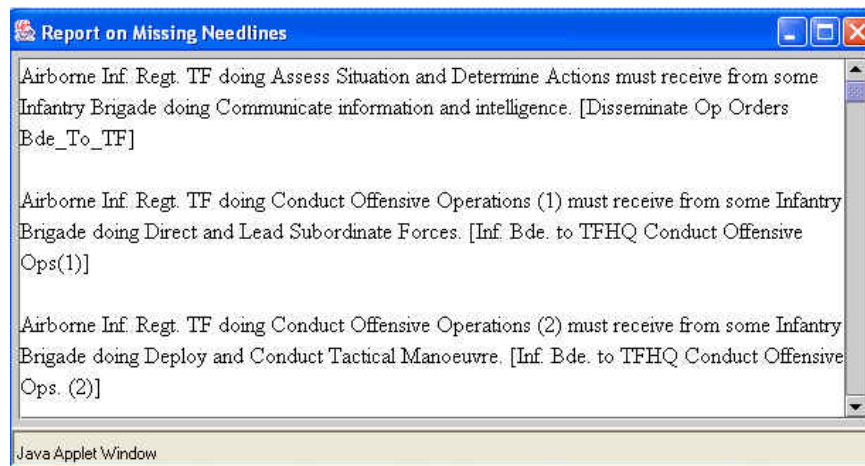 Report on Missing Needlines
Airborne Inf. Regt. TF doing Assess Situation and Determine Actions must receive from some
Infantry Brigade doing Communicate information and intelligence. [Disseminate Op Orders
Bde_To_TF]
Airborne Inf. Regt. TF doing Conduct Offensive Operations (1) must receive from some Infantry
Brigade doing Direct and Lead Subordinate Forces. [Inf. Bde. to TFHQ Conduct Offensive
Ops(1)]
Airborne Inf. Regt. TF doing Conduct Offensive Operations (2) must receive from some Infantry
Brigade doing Deploy and Conduct Tactical Manoeuvre. [Inf. Bde. to TFHQ Conduct Offensive
Ops. (2)]
Java Applet Window